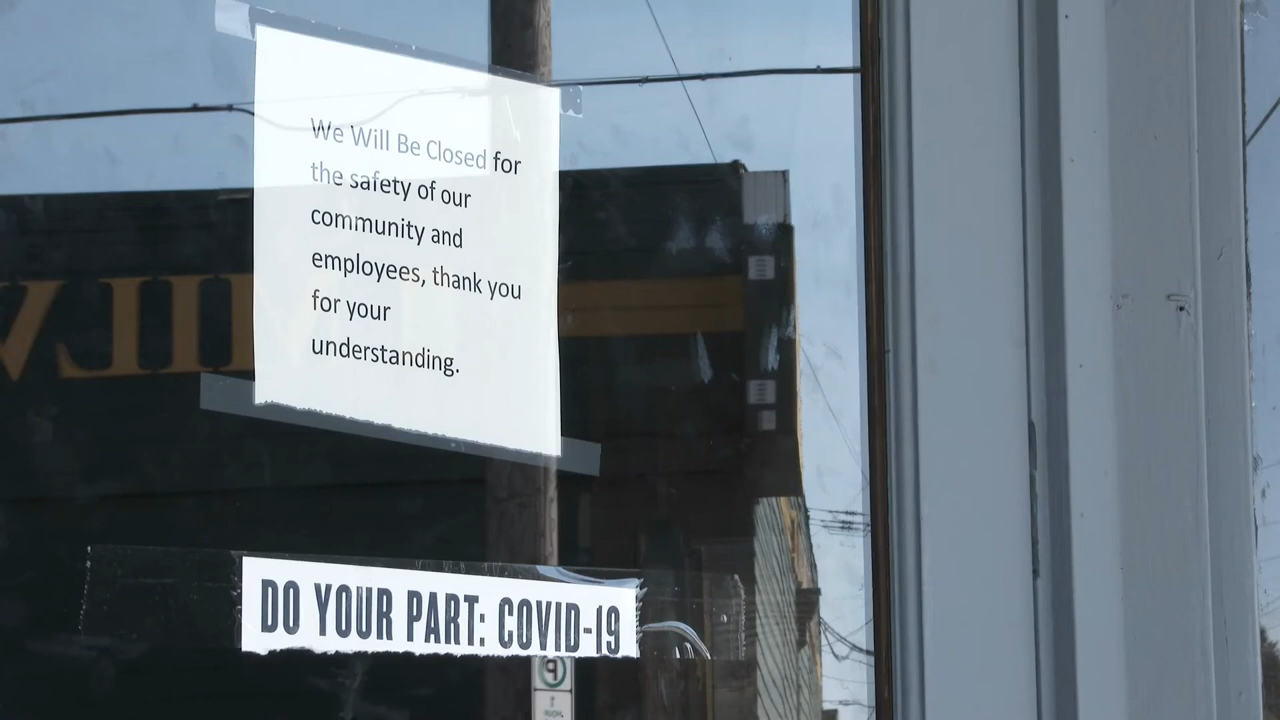 We Will Be Closed for
the safety of our
community and
employees, thank you
for your
understanding.
DO YOUR PART: COVID-19
P